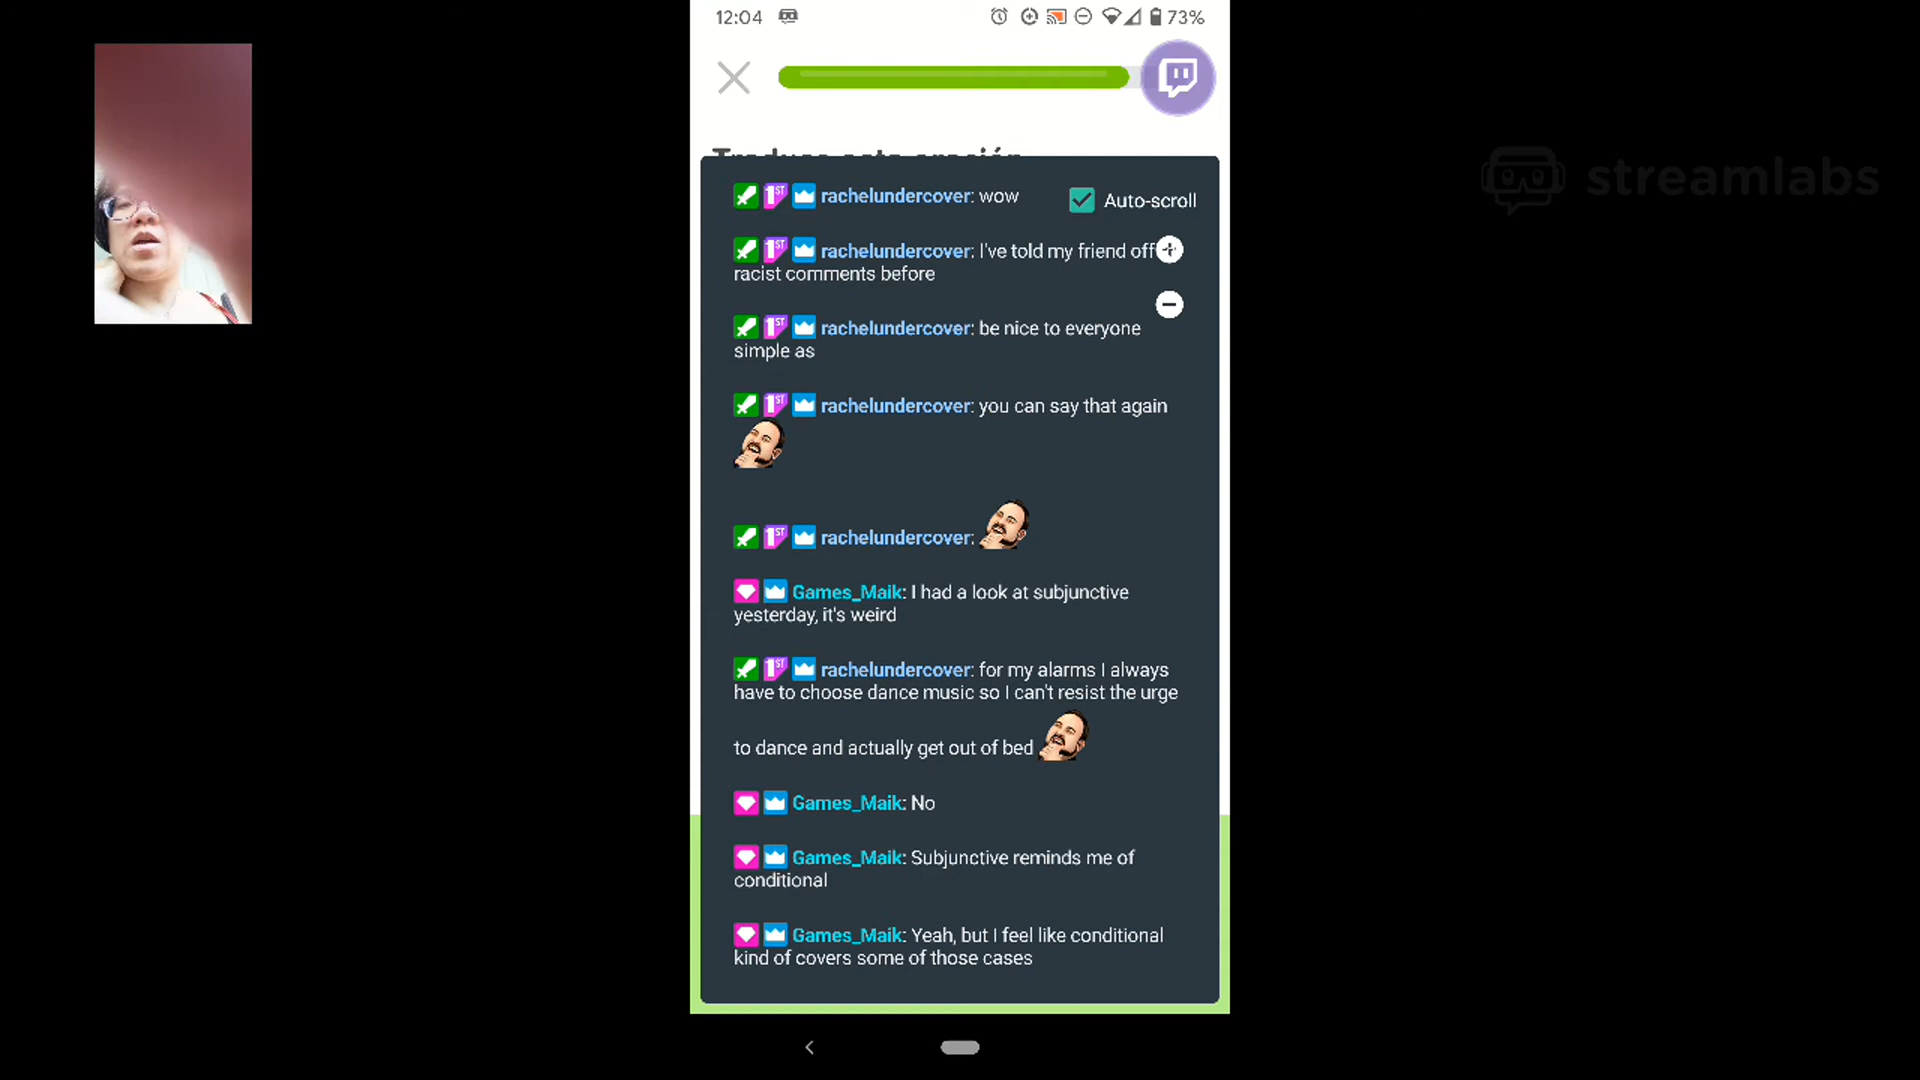 12:04
73%
Traduce esta oración
rachelundercover: wow
Auto-scroll
rachelundercover: I've told my friend off
racist comments before
rachelundercover: be nice to everyone
simple as
rachelundercover: you can say that again
rachelundercover:
Games_Maik: I had a look at subjunctive
yesterday, it's weird
rachelundercover: for my alarms I always
have to choose dance music so I can't resist the urge
to dance and actually get out of bed
Games_Maik: No
Games_Maik: Subjunctive reminds me of
conditional
Games_Maik: Yeah, but I feel like conditional
kind of covers some of those cases
streamlabs